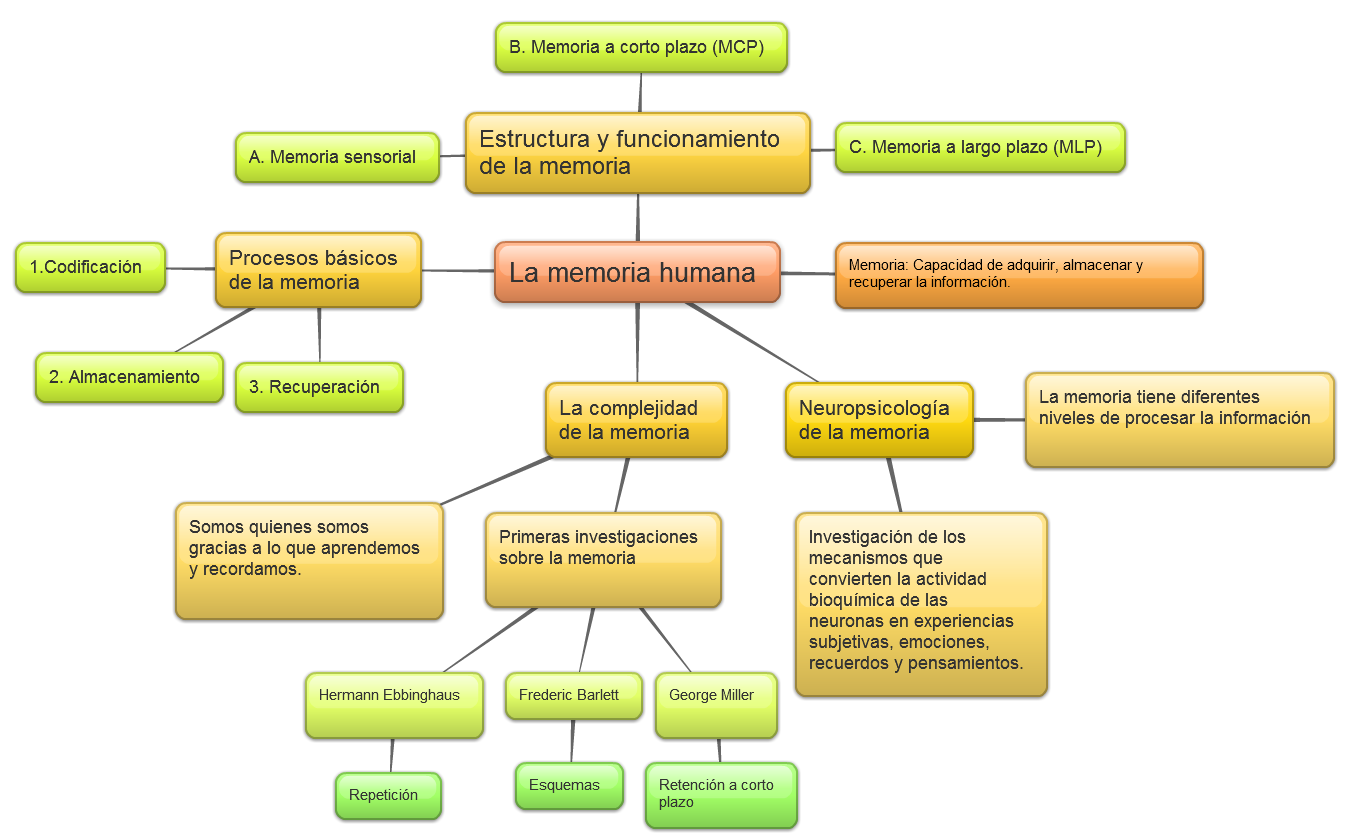 B. Memoria a corto plazo (MCP)
Estructura y funcionamiento
de la memoria
A. Memoria sensorial
C. Memoria a largo plazo (MLP)
Procesos básicos
de la memoria
1.Codificación
La memoria humana
Memoria: Capacidad de adquirir, almacenar y
recuperar la información.
2. Almacenamiento
3. Recuperación
La complejidad
de la memoria
Neuropsicología
de la memoria
La memoria tiene diferentes
niveles de procesar la información
Somos quienes somos
gracias a lo que aprendemos
y recordamos.
Primeras investigaciones
sobre la memoria
Investigación de los
mecanismos que
convierten la actividad
bioquímica de las
neuronas en experiencias
subjetivas, emociones,
recuerdos y pensamientos.
Hermann Ebbinghaus
Frederic Barlett
George Miller
Repetición
Esquemas
Retención a corto
plazo